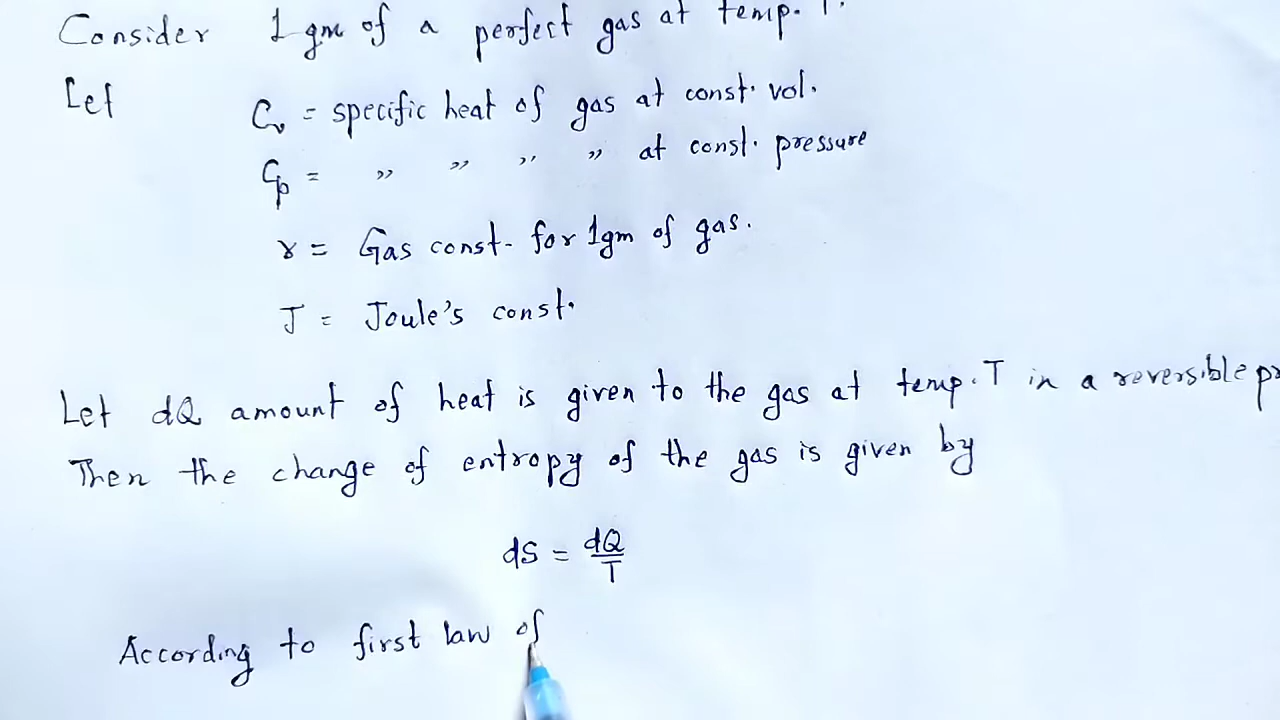 Consider 1 gm of a perfect gas at temp. T.
Let Cv = specific heat of gas at const. vol.
Cp = ,, ,, ,, ,, at const. pressure
r = Gas const. for 1gm of gas.
J = Joule's const.
Let dQ amount of heat is given to the gas at temp. T in a reversible pr
Then the change of entropy of the gas is given by
dS = dQ/T
According to first law of